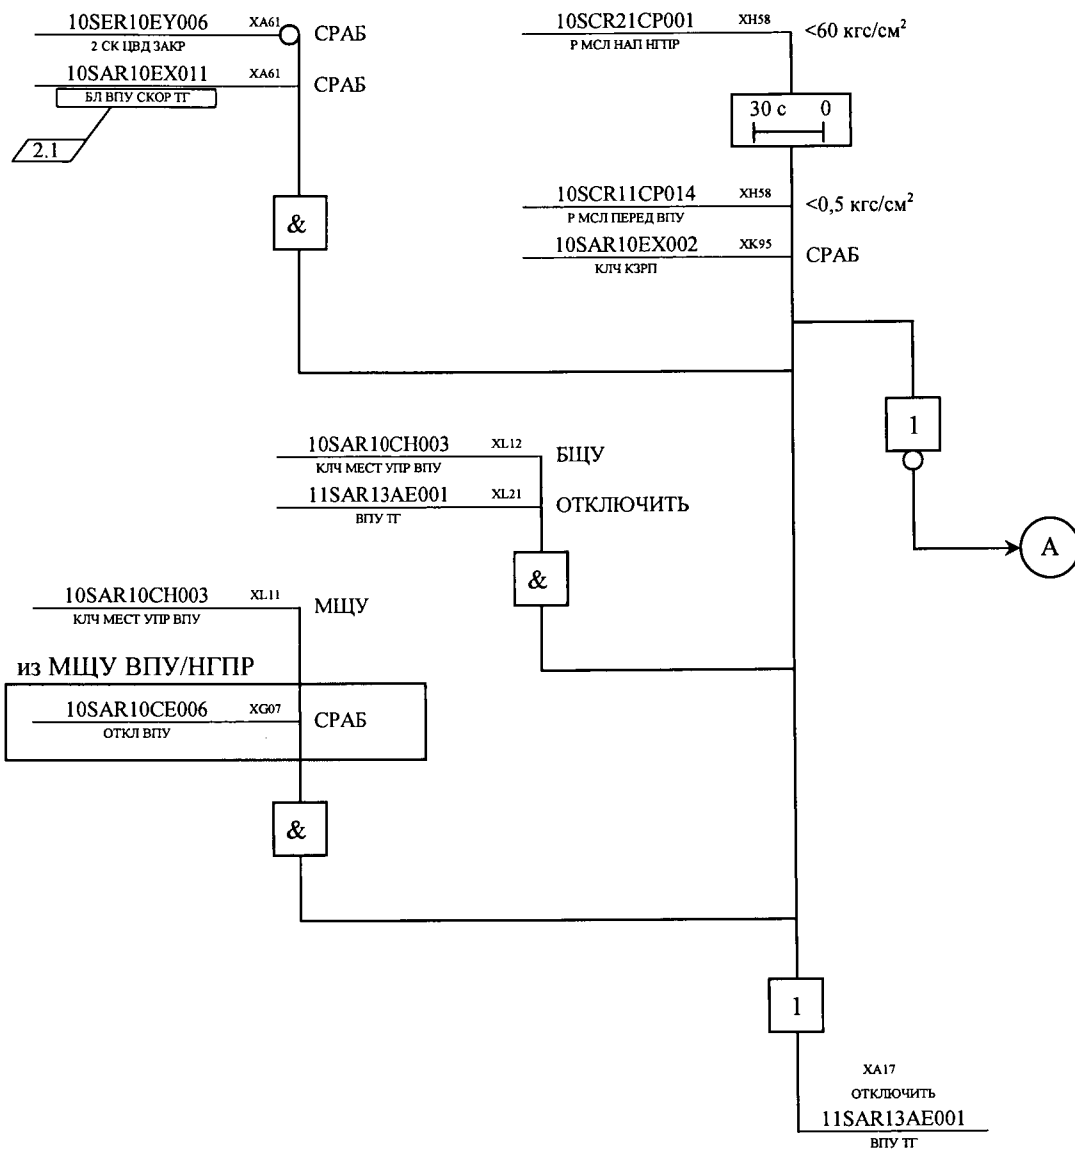 10SER10EY006 XA61 СРАБ
2 СК ЦВД ЗАКР
10SAR10EX011 XA61 СРАБ
БЛ ВПУ СКОР ТГ
2.1
&
10SCR21CP001 XH58 <60 кгс/см²
Р МСЛ НАП НГПР
30 с 0
10SCR11CP014 XH58 <0,5 кгс/см²
Р МСЛ ПЕРЕД ВПУ
10SAR10EX002 XK95 СРАБ
КЛЧ КЗРП
1
А
10SAR10CH003 XL12 БЩУ
КЛЧ МЕСТ УПР ВПУ
11SAR13AE001 XL21 ОТКЛЮЧИТЬ
ВПУ ТГ
&
10SAR10CH003 XL11 МЩУ
КЛЧ МЕСТ УПР ВПУ
из МЩУ ВПУ/НГПР
10SAR10CE006 XG07 СРАБ
ОТКЛ ВПУ
&
1
XA17
ОТКЛЮЧИТЬ
11SAR13AE001
ВПУ ТГ